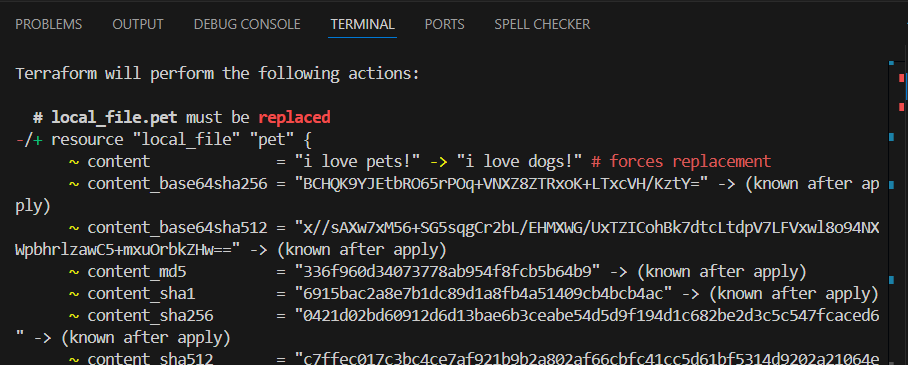 PROBLEMS OUTPUT DEBUG CONSOLE TERMINAL PORTS SPELL CHECKER
Terraform will perform the following actions:
# local_file.pet must be replaced
-/+ resource "local_file" "pet" {
~ content = "i love pets!" -> "i love dogs!" # forces replacement
~ content_base64sha256 = "BCHQK9YJEtbRO65rPOq+VNXZ8ZTRxoK+LTxcVH/KztY=" -> (known after ap
ply)
~ content_base64sha512 = "x//sAXw7xM56+SG5sqgCr2bL/EHMXWG/UxTZICohBk7dtcLtdpV7LFVxwl8o94NX
WpbhrlzawC5+mxuOrbkZHw==" -> (known after apply)
~ content_md5 = "336f960d34073778ab954f8fcb5b64b9" -> (known after apply)
~ content_sha1 = "6915bac2a8e7b1dc89d1a8fb4a51409cb4bcb4ac" -> (known after apply)
~ content_sha256 = "0421d02bd60912d6d13bae6b3ceabe54d5d9f194d1c682be2d3c5c547fcaced6
" -> (known after apply)
~ content_sha512 = "c7ffec017c3bc4ce7af921b9b2a802af66cbfc41cc5d61bf5314d9202a21064e